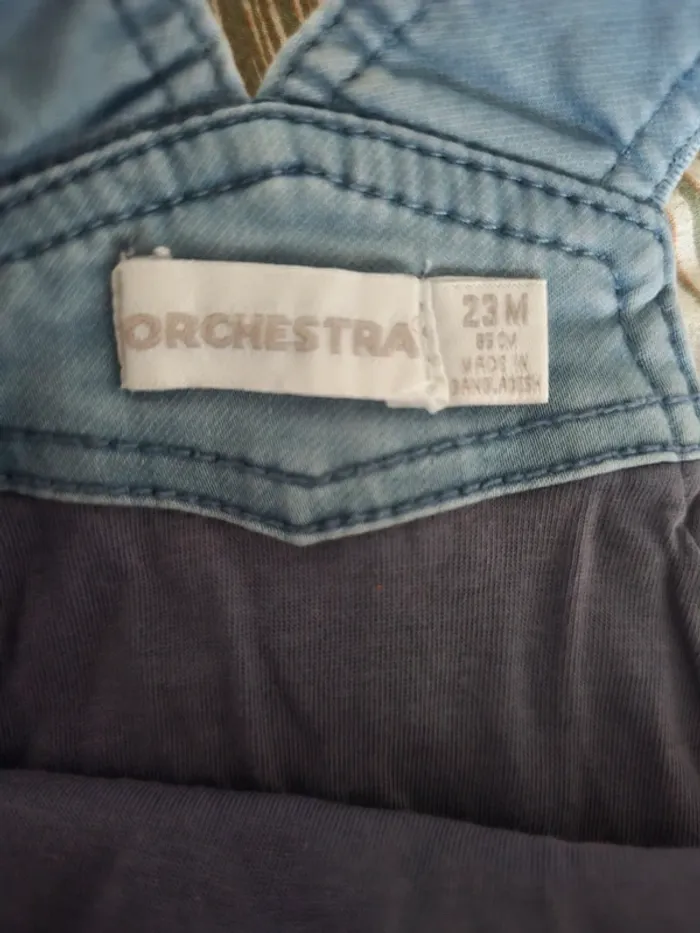 ORCHESTRA
23 M
86 CM
MADE IN
BANGLADESH